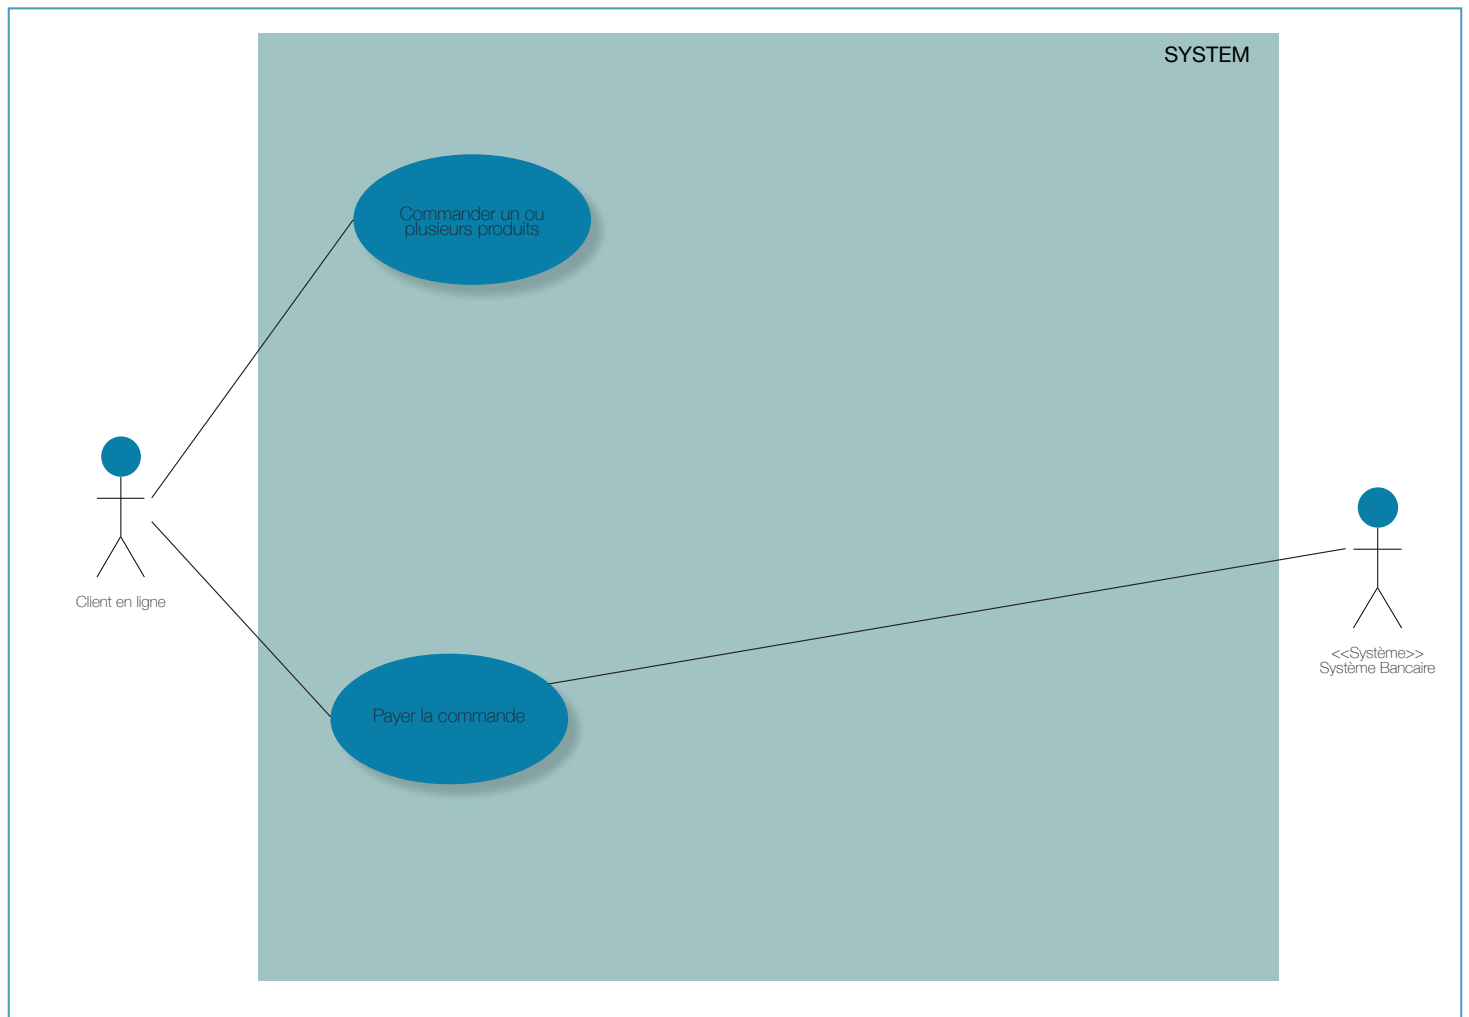 SYSTEM
Commander un ou
plusieurs produits
Client en ligne
<<Système>>
Système Bancaire
Payer la commande